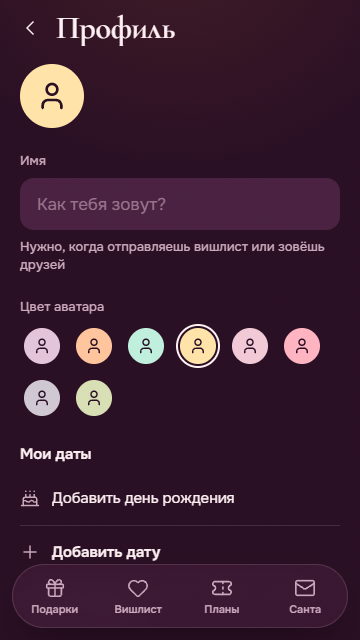 Профиль
Имя
Как тебя зовут?
Нужно, когда отправляешь вишлист или зовёшь
друзей
Цвет аватара
Мои даты
Добавить день рождения
Добавить дату
Подарки Вишлист Планы Санта